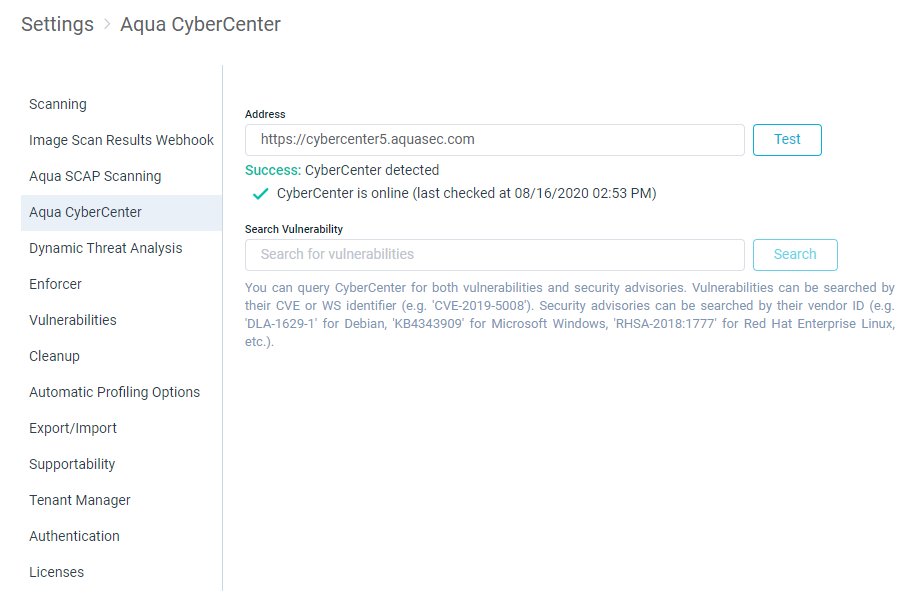 Settings > Aqua CyberCenter
Scanning
Image Scan Results Webhook
Aqua SCAP Scanning
Aqua CyberCenter
Dynamic Threat Analysis
Enforcer
Vulnerabilities
Cleanup
Automatic Profiling Options
Export/Import
Supportability
Tenant Manager
Authentication
Licenses
Address
https://cybercenter5.aquasec.com
Test
Success: CyberCenter detected
CyberCenter is online (last checked at 08/16/2020 02:53 PM)
Search Vulnerability
Search for vulnerabilities
Search
You can query CyberCenter for both vulnerabilities and security advisories. Vulnerabilities can be searched by
their CVE or WS identifier (e.g. 'CVE-2019-5008'). Security advisories can be searched by their vendor ID (e.g.
'DLA-1629-1' for Debian, 'KB4343909' for Microsoft Windows, 'RHSA-2018:1777' for Red Hat Enterprise Linux,
etc.).